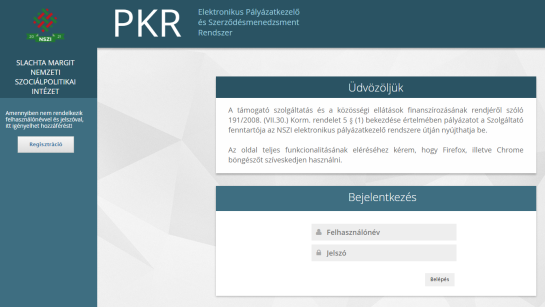 NSZI
SLACHTA MARGIT
NEMZETI
SZOCIÁLPOLITIKAI
INTÉZET
Amennyiben nem rendelkezik
felhasználónévvel és jelszóval,
itt igényelhet hozzáférést!
Regisztráció
PKR
Elektronikus Pályázatkezelő
és Szerződésmenedzsment
Rendszer
Üdvözöljük
A támogató szolgáltatás és a közösségi ellátások finanszírozásának rendjéről szóló
191/2008. (VII.30.) Korm. rendelet 5 § (1) bekezdése értelmében pályázatot a Szolgáltató
fenntartója az NSZI elektronikus pályázatkezelő rendszere útján nyújthatja be.
Az oldal teljes funkcionalitásának eléréséhez kérem, hogy Firefox, illetve Chrome
böngészőt szíveskedjen használni.
Bejelentkezés
Felhasználónév
Jelszó
Belépés